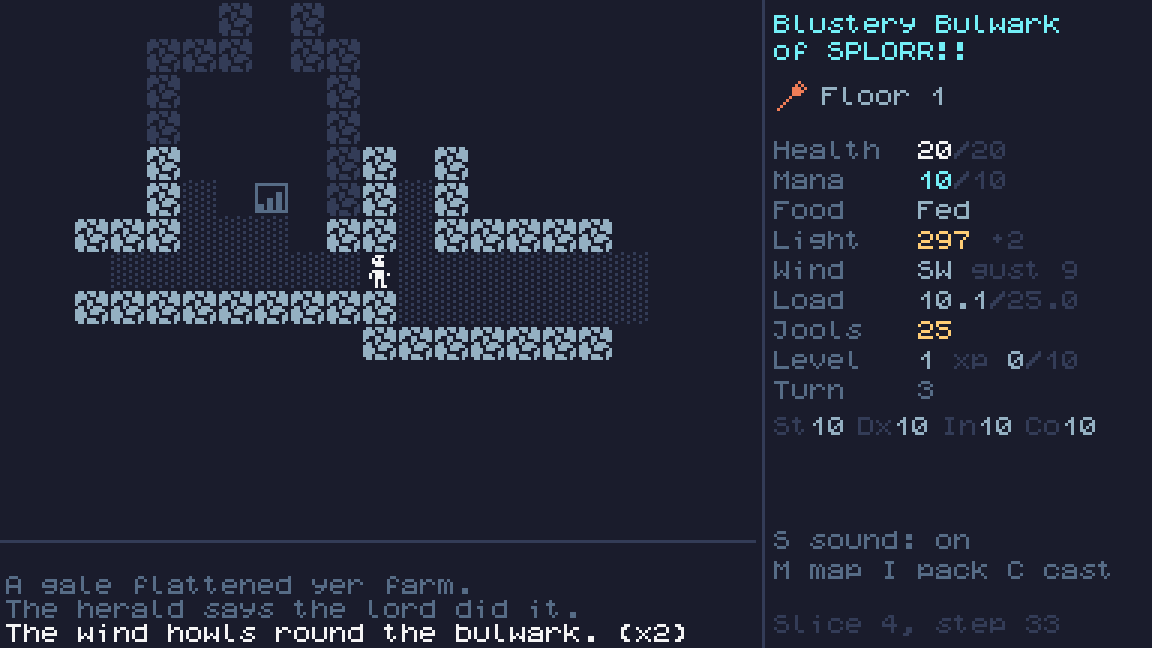 Blustery Bulwark
of SPLORR!!
Floor 1
Health 20/20
Mana 10/10
Food Fed
Light 297 +2
Wind SW gust 9
Load 10.1/25.0
Jools 25
Level 1 xp 0/10
Turn 3
St10 Dx10 In10 Co10
S sound: on
M map I pack C cast
Slice 4, step 33
A gale flattened yer farm.
The herald says the lord did it.
The wind howls round the bulwark. (x2)